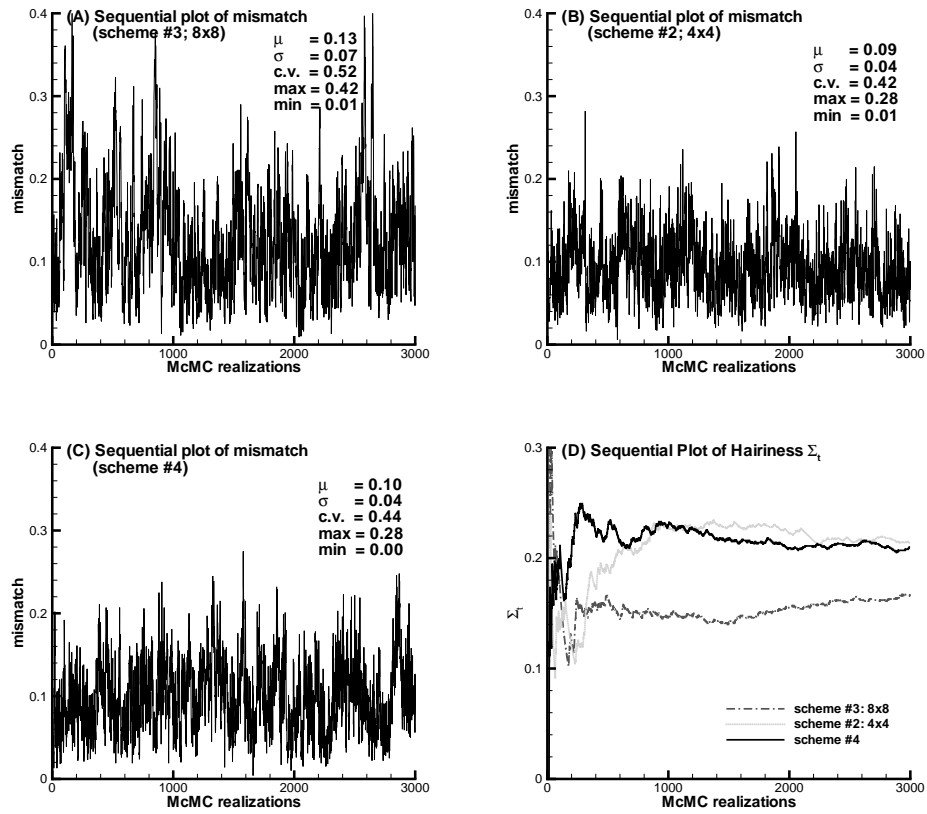 (A) Sequential plot of mismatch
(scheme #3; 8x8)
μ = 0.13
σ = 0.07
c.v. = 0.52
max = 0.42
min = 0.01
0.4
0.3
0.2
0.1
0
mismatch
0
1000
2000
3000
McMC realizations
(B) Sequential plot of mismatch
(scheme #2; 4x4)
μ = 0.09
σ = 0.04
c.v. = 0.42
max = 0.28
min = 0.01
0.4
0.3
0.2
0.1
0
mismatch
0
1000
2000
3000
McMC realizations
(C) Sequential plot of mismatch
(scheme #4)
μ = 0.10
σ = 0.04
c.v. = 0.44
max = 0.28
min = 0.00
0.4
0.3
0.2
0.1
0
mismatch
0
1000
2000
3000
McMC realizations
(D) Sequential Plot of Hairiness Σt
0.3
0.2
0.1
0
Σt
scheme #3: 8x8
scheme #2: 4x4
scheme #4
0
1000
2000
3000
McMC realizations